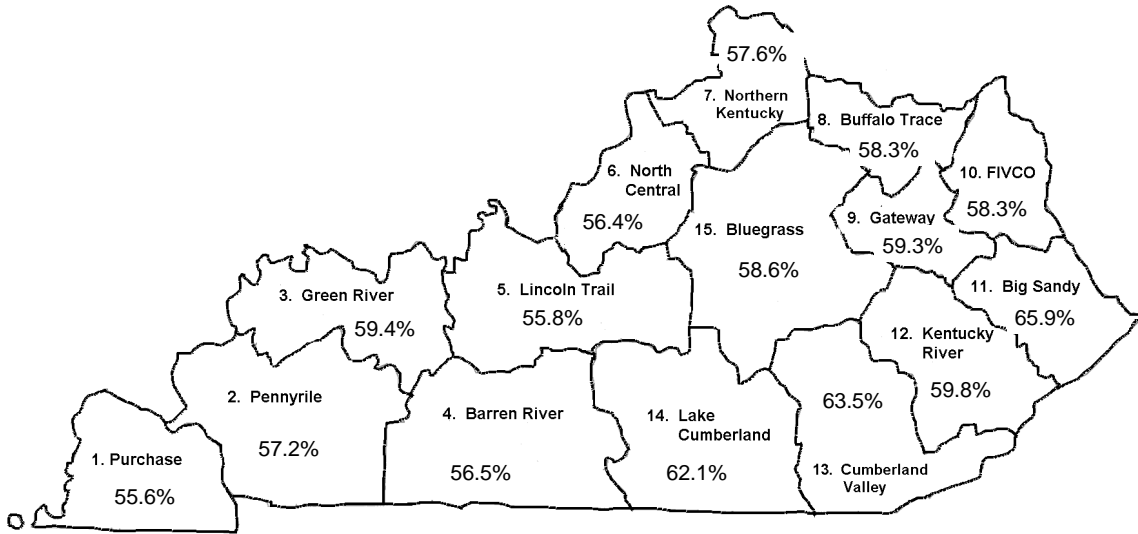 57.6%
7. Northern
Kentucky
8. Buffalo Trace
58.3%
6. North
Central
56.4%
10. FIVCO
58.3%
9. Gateway
59.3%
15. Bluegrass
58.6%
3. Green River
59.4%
5. Lincoln Trail
55.8%
11. Big Sandy
65.9%
12. Kentucky
River
59.8%
2. Pennyrile
57.2%
4. Barren River
56.5%
14. Lake
Cumberland
62.1%
63.5%
13. Cumberland
Valley
1. Purchase
55.6%